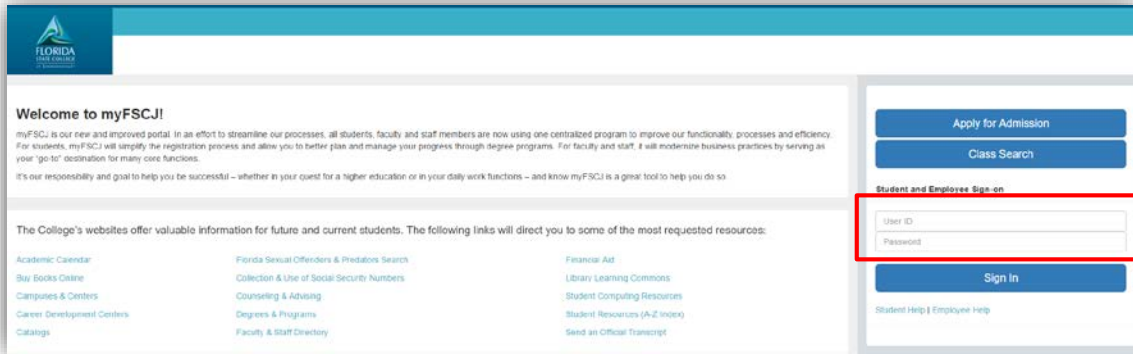 FLORIDA
STATE COLLEGE
Welcome to myFSCJ!
myFSCJ is our new and improved portal. In an effort to streamline our processes, all students, faculty and staff members are now using one centralized program to improve our functionality, processes and efficiency.
For students, myFSCJ will simplify the registration process and allow you to better plan and manage your progress through degree programs. For faculty and staff, it will modernize business practices by serving as
your "go-to" destination for many core functions.
It's our responsibility and goal to help you be successful – whether in your quest for a higher education or in your daily work functions – and know myFSCJ is a great tool to help you do so.
The College's websites offer valuable information for future and current students. The following links will direct you to some of the most requested resources:
Academic Calendar
Buy Books Online
Campuses & Centers
Career Development Centers
Catalogs
Florida Sexual Offenders & Predators Search
Collection & Use of Social Security Numbers
Counseling & Advising
Degrees & Programs
Faculty & Staff Directory
Financial Aid
Library Learning Commons
Student Computing Resources
Student Resources (A-Z Index)
Send an Official Transcript
Apply for Admission
Class Search
Student and Employee Sign-on
User ID
Password
Sign In
Student Help | Employee Help